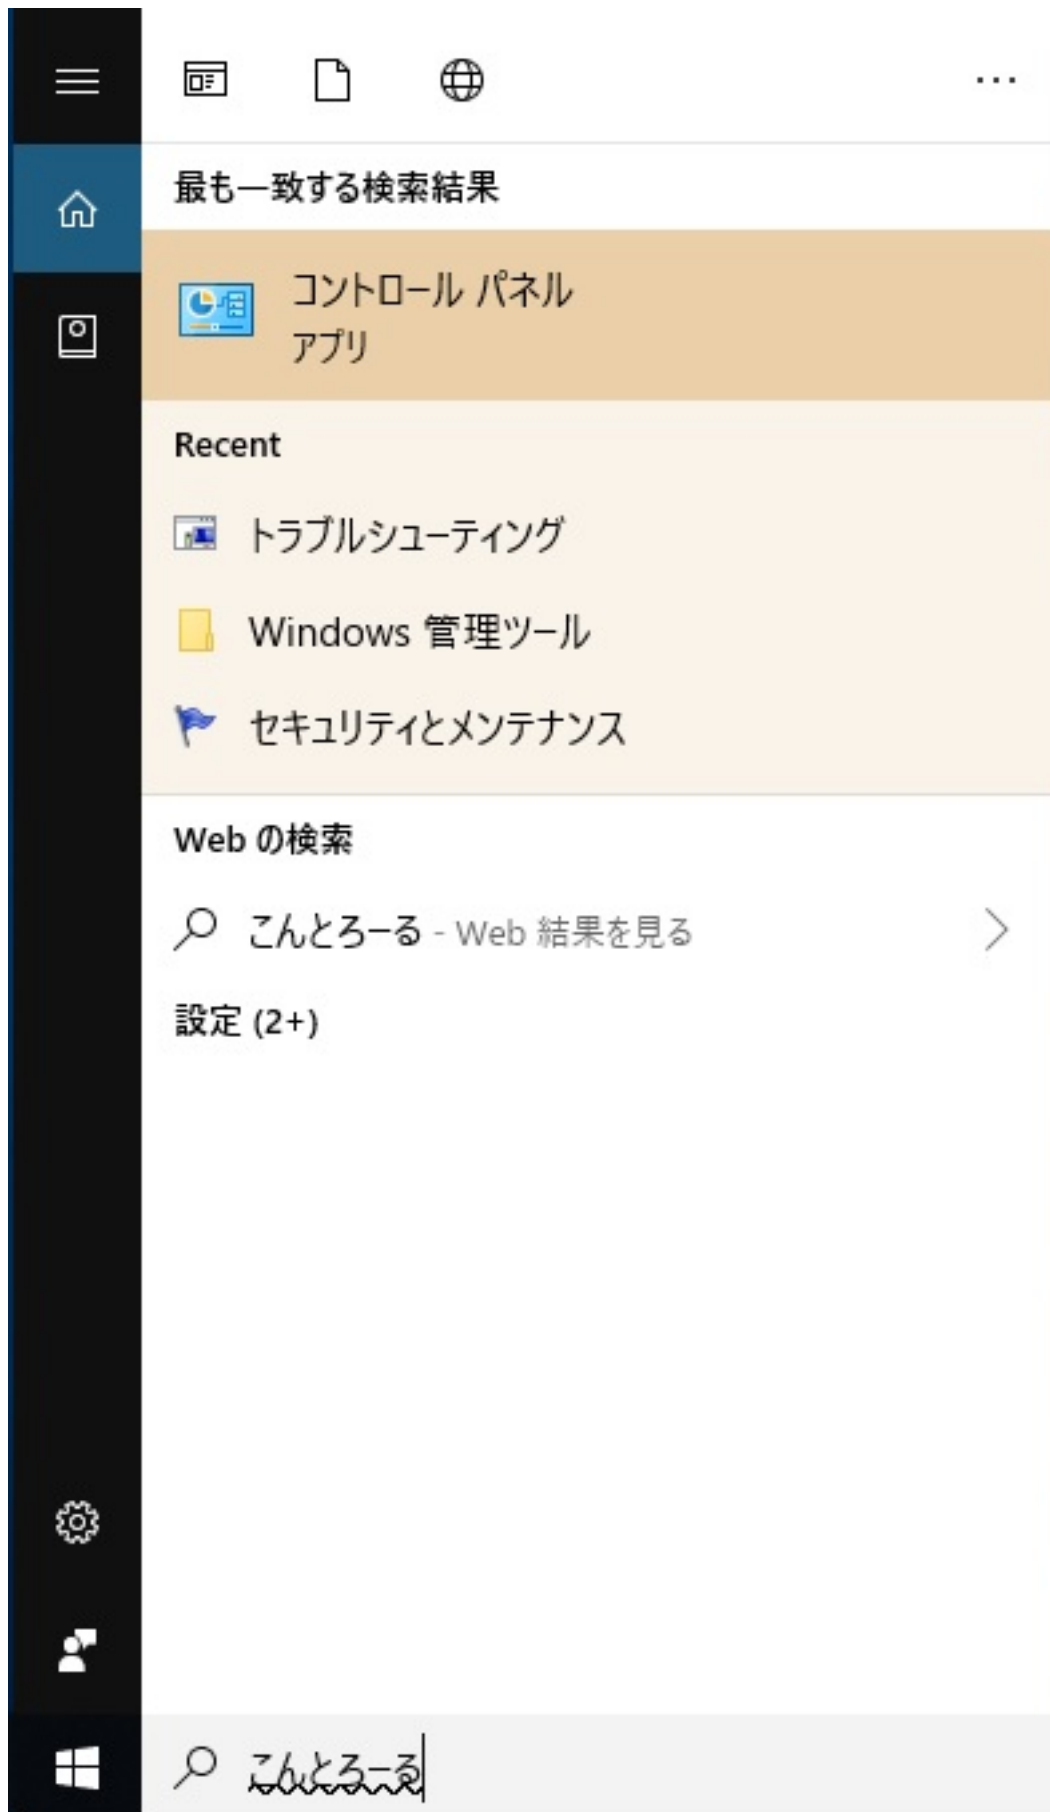 最も一致する検索結果
コントロール パネル
アプリ
Recent
トラブルシューティング
Windows 管理ツール
セキュリティとメンテナンス
Web の検索
こんとろーる - Web 結果を見る
設定 (2+)
こんとろーる